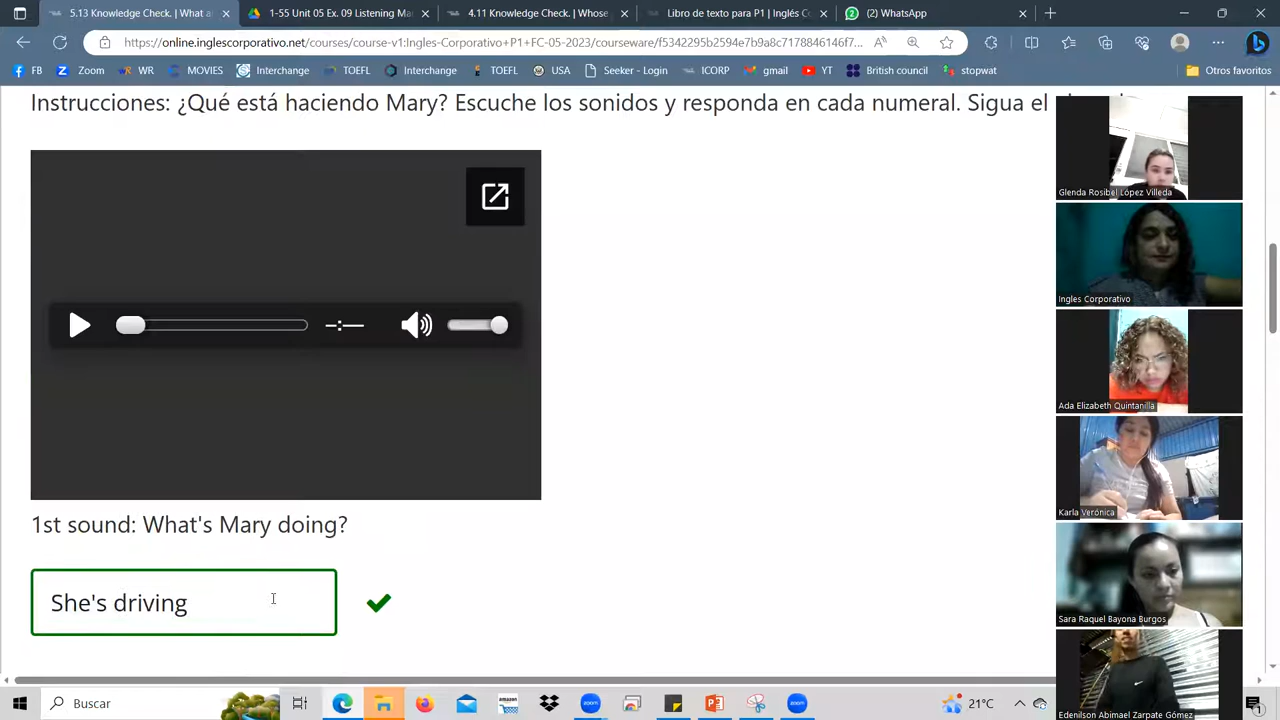 5.13 Knowledge Check. | What a
1-55 Unit 05 Ex. 09 Listening Mar
4.11 Knowledge Check. | Whose
Libro de texto para P1 | Inglés C
(2) WhatsApp
https://online.inglescorporativo.net/courses/course-v1:Ingles-Corporativo+P1+FC-05-2023/courseware/f5342295b2594e7b9a8c7178846146f7...
FB
Zoom
WR
MOVIES
Interchange
TOEFL
Interchange
TOEFL
USA
Seeker - Login
ICORP
gmail
YT
British council
stopwat
Otros favoritos
Instrucciones: ¿Qué está haciendo Mary? Escuche los sonidos y responda en cada numeral. Sigua el
Glenda Rosibel López Villeda
Ingles Corporativo
Ada Elizabeth Quintanilla
Karla Verónica
Sara Raquel Bayona Burgos
Edenilson Abimael Zarpate Gómez
-:--
1st sound: What's Mary doing?
She's driving
Buscar
21°C